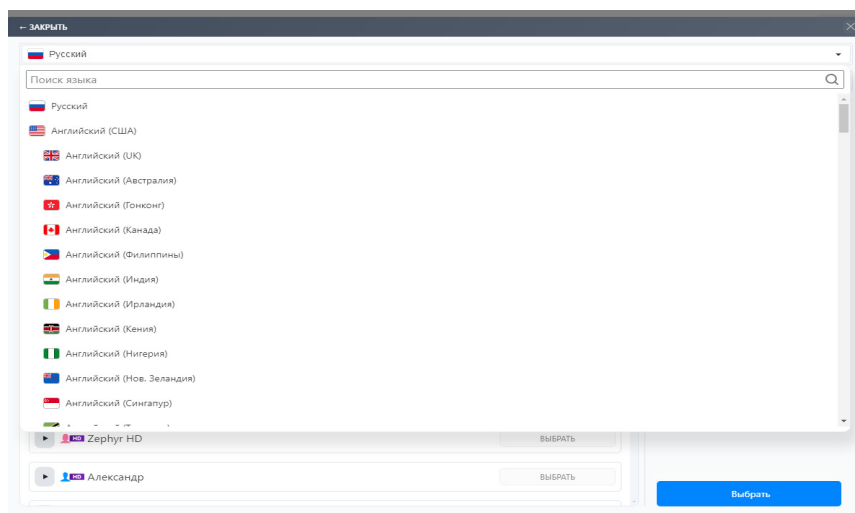 ← ЗАКРЫТЬ
Русский
Поиск языка
Русский
Английский (США)
Английский (UK)
Английский (Австралия)
Английский (Гонконг)
Английский (Канада)
Английский (Филиппины)
Английский (Индия)
Английский (Ирландия)
Английский (Кения)
Английский (Нигерия)
Английский (Нов. Зеландия)
Английский (Сингапур)
HD Zephyr HD ВЫБРАТЬ
HD Александр ВЫБРАТЬ
Выбрать